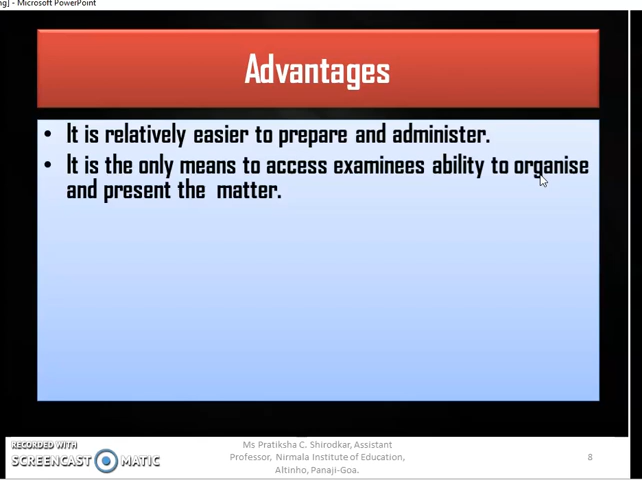 ng] - Microsoft PowerPoint
Advantages
• It is relatively easier to prepare and administer.
• It is the only means to access examinees ability to organise
and present the matter.
RECORDED WITH
SCREENCAST MATIC
Ms Pratiksha C. Shirodkar, Assistant
Professor, Nirmala Institute of Education,
Altinho, Panaji-Goa.
8